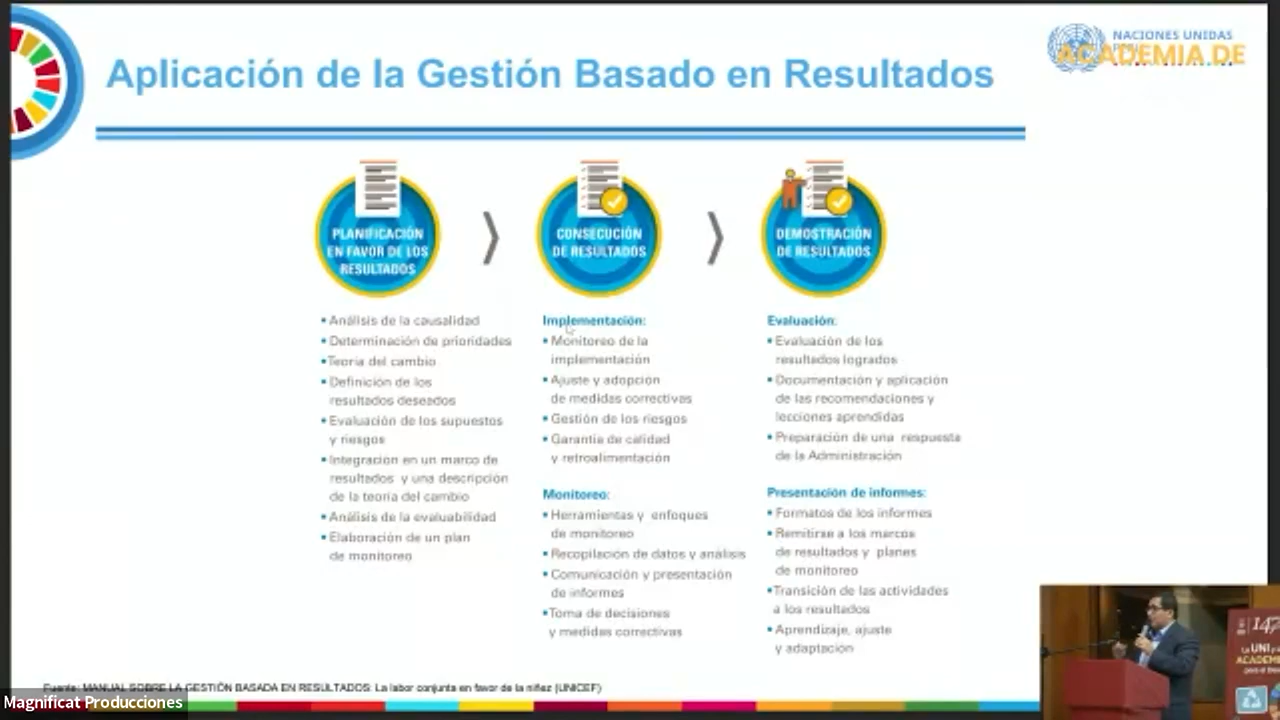 NACIONES UNIDAS
ACADEMIA DE
Aplicación de la Gestión Basado en Resultados
PLANIFICACIÓN
EN FAVOR DE LOS
RESULTADOS
• Análisis de la causalidad
• Determinación de prioridades
• Teoría del cambio
• Definición de los
resultados deseados
• Evaluación de los supuestos
y riesgos
• Integración en un marco de
resultados y una descripción
de la teoría del cambio
• Análisis de la evaluabilidad
• Elaboración de un plan
de monitoreo
CONSECUCIÓN
DE RESULTADOS
Implementación:
• Monitoreo de la
implementación
• Ajuste y adopción
de medidas correctivas
• Gestión de los riesgos
• Garantía de calidad
y retroalimentación
Monitoreo:
• Herramientas y enfoques
de monitoreo
• Recopilación de datos y análisis
• Comunicación y presentación
de informes
• Toma de decisiones
y medidas correctivas
DEMOSTRACIÓN
DE RESULTADOS
Evaluación:
• Evaluación de los
resultados logrados
• Documentación y aplicación
de las recomendaciones y
lecciones aprendidas
• Preparación de una respuesta
de la Administración
Presentación de informes:
• Formatos de los informes
• Remitirse a los marcos
de resultados y planes
de monitoreo
• Transición de las actividades
a los resultados
• Aprendizaje, ajuste
y adaptación
Fuente: MANUAL SOBRE LA GESTIÓN BASADA EN RESULTADOS: La labor conjunta en favor de la niñez (UNICEF)
Magnificat Producciones
La UNI
ACADEM